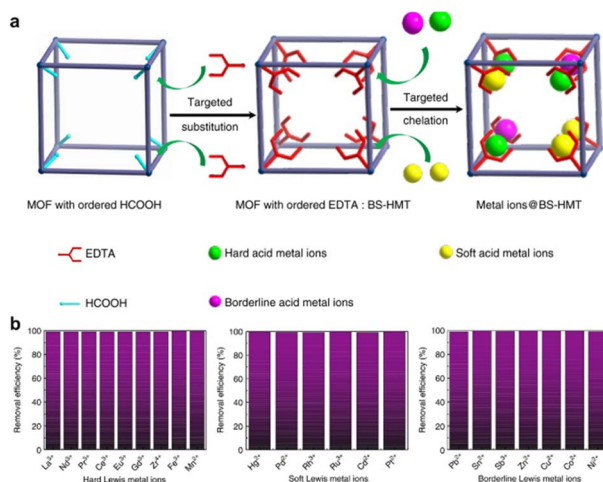 a
Targeted
substitution
Targeted
chelation
MOF with ordered HCOOH
MOF with ordered EDTA : BS-HMT
Metal ions@BS-HMT
EDTA
Hard acid metal ions
Soft acid metal ions
HCOOH
Borderline acid metal ions
b
Removal efficiency (%)
100
80
60
40
20
0
La³⁺
Nd³⁺
Pr³⁺
Ce³⁺
Eu³⁺
Gd³⁺
Zr⁴⁺
Fe³⁺
Mn²⁺
Hard Lewis metal ions
Removal efficiency (%)
100
80
60
40
20
0
Hg²⁺
Pd²⁺
Rh³⁺
Ru³⁺
Cd²⁺
Soft Lewis metal ions
Removal efficiency (%)
100
80
60
40
20
0
Pb²⁺
Sn²⁺
Sb³⁺
Zn²⁺
Cu²⁺
Co²⁺
Ni²⁺
Borderline Lewis metal ions